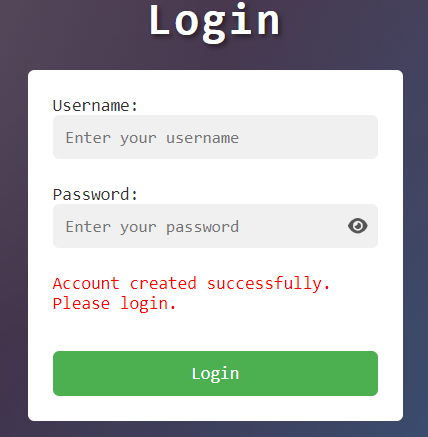 Login
Username:
Enter your username
Password:
Enter your password
Account created successfully.
Please login.
Login